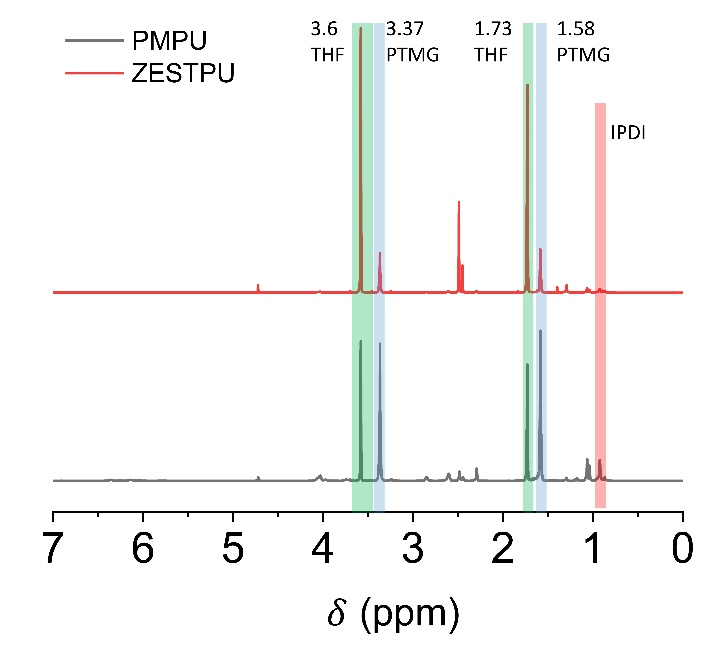 PMPU
ZESTPU
3.6
THF
3.37
PTMG
1.73
THF
1.58
PTMG
IPDI
7 6 5 4 3 2 1 0
δ (ppm)